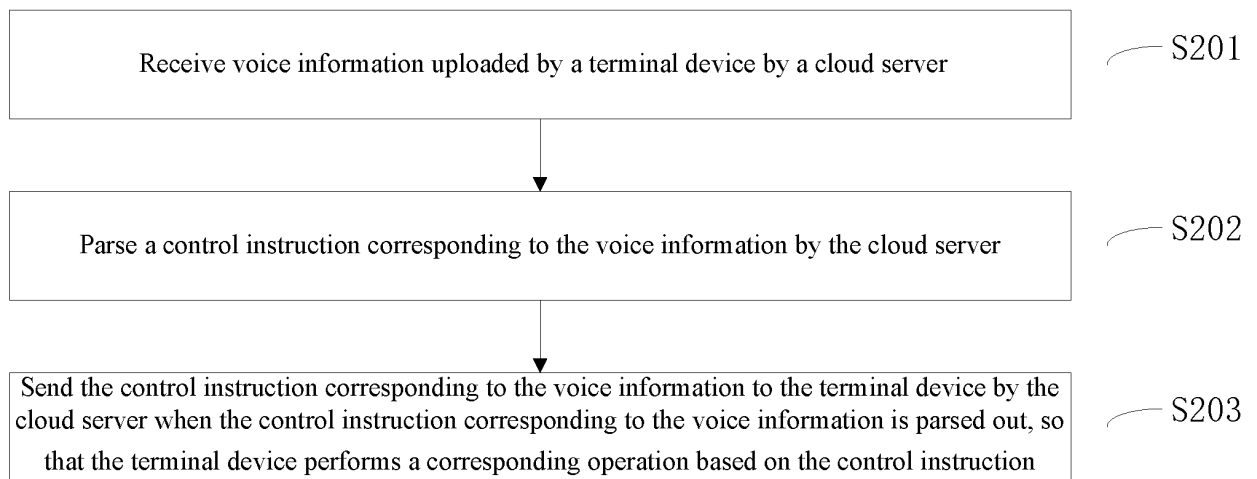 Receive voice information uploaded by a terminal device by a cloud server
S201
Parse a control instruction corresponding to the voice information by the cloud server
S202
Send the control instruction corresponding to the voice information to the terminal device by the
cloud server when the control instruction corresponding to the voice information is parsed out, so
that the terminal device performs a corresponding operation based on the control instruction
S203